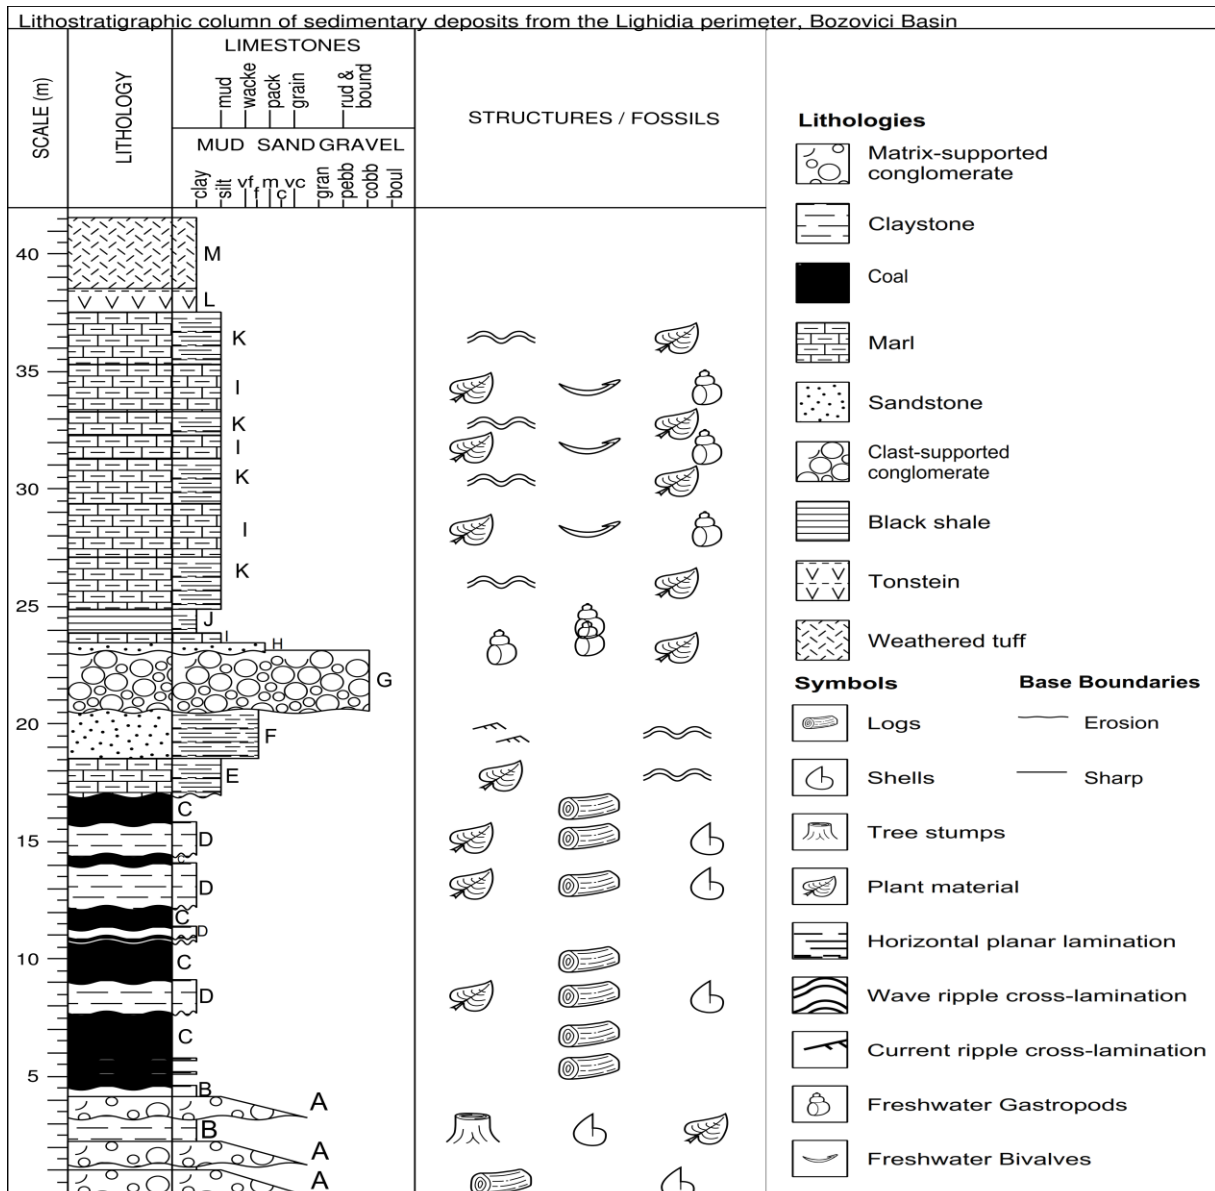 Lithostratigraphic column of sedimentary deposits from the Lighidia perimeter, Bozovici Basin
SCALE (m)
LITHOLOGY
LIMESTONES
mud
wacke
pack
grain
rud &
bound
MUD SAND GRAVEL
clay
silt
vf
f
m
c
vc
gran
pebb
cobb
boul
STRUCTURES / FOSSILS
40
35
30
25
20
15
10
5
M
L
K
I
K
I
K
I
K
J
I
H
G
F
E
C
D
C
D
C
D
C
D
C
B
A
B
A
A
Lithologies
Matrix-supported
conglomerate
Claystone
Coal
Marl
Sandstone
Clast-supported
conglomerate
Black shale
Tonstein
Weathered tuff
Symbols
Logs
Shells
Tree stumps
Plant material
Horizontal planar lamination
Wave ripple cross-lamination
Current ripple cross-lamination
Freshwater Gastropods
Freshwater Bivalves
Base Boundaries
Erosion
Sharp